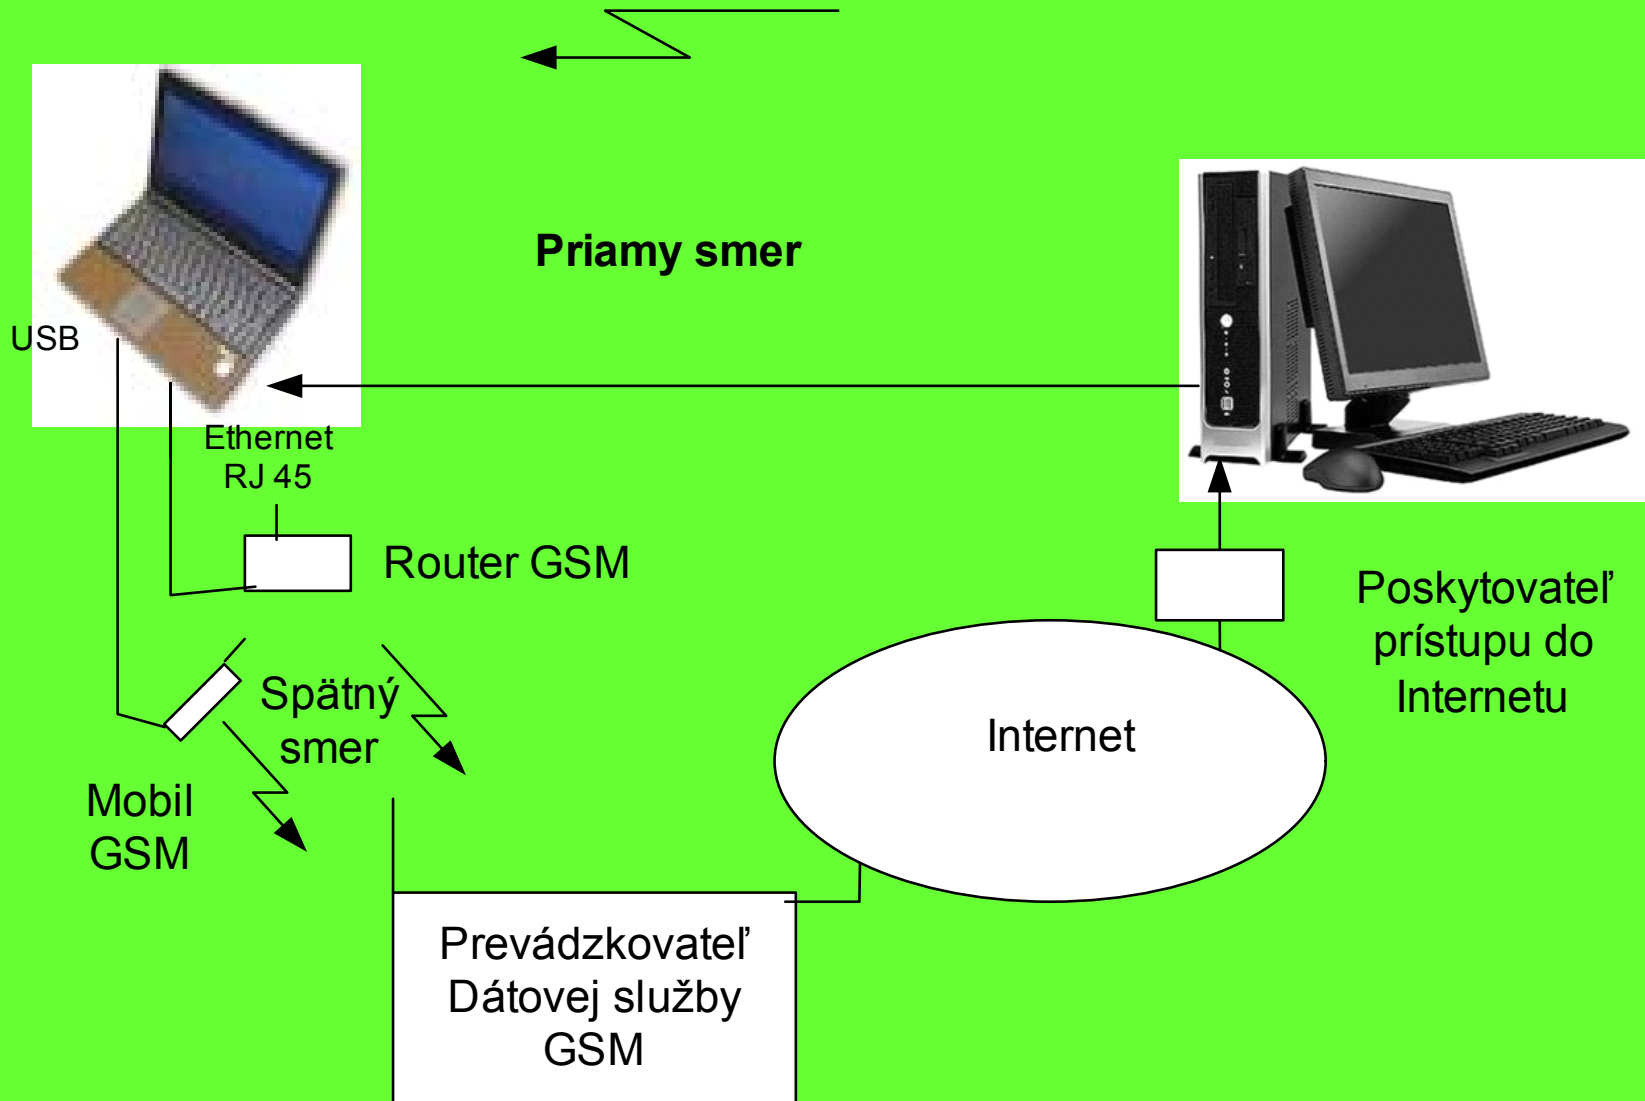 Priamy smer
USB
Ethernet
RJ 45
Router GSM
Poskytovateľ
prístupu do
Internetu
Spätný
smer
Internet
Mobil
GSM
Prevádzkovateľ
Dátovej služby
GSM